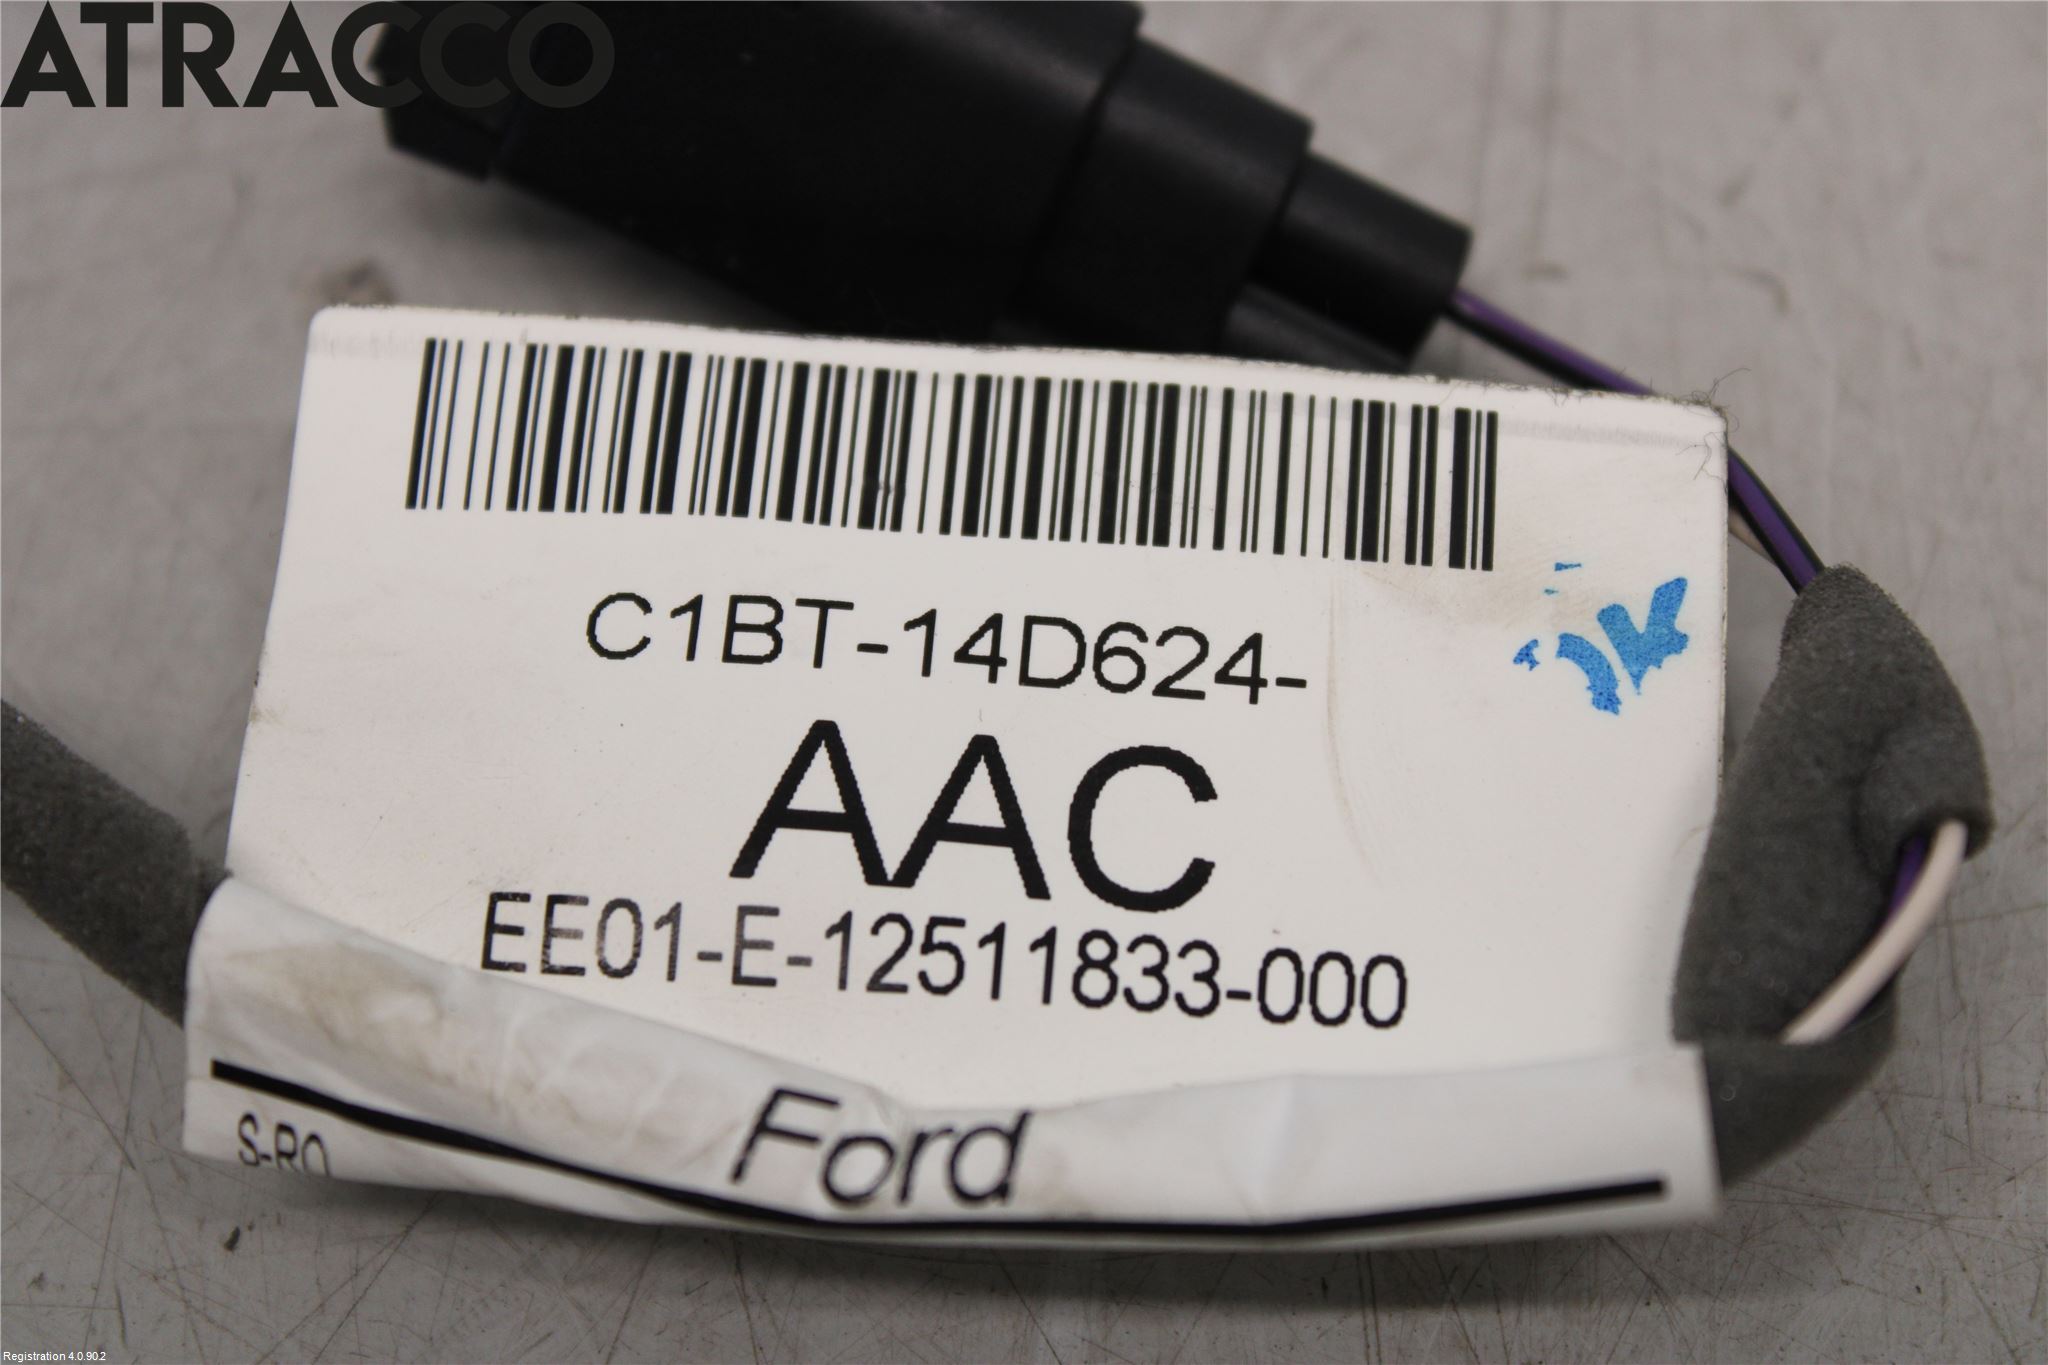 ATRACCO
C1BT-14D624-
AAC
EE01-E-12511833-000
Ford
S-RO
Registration 4.0.90.2